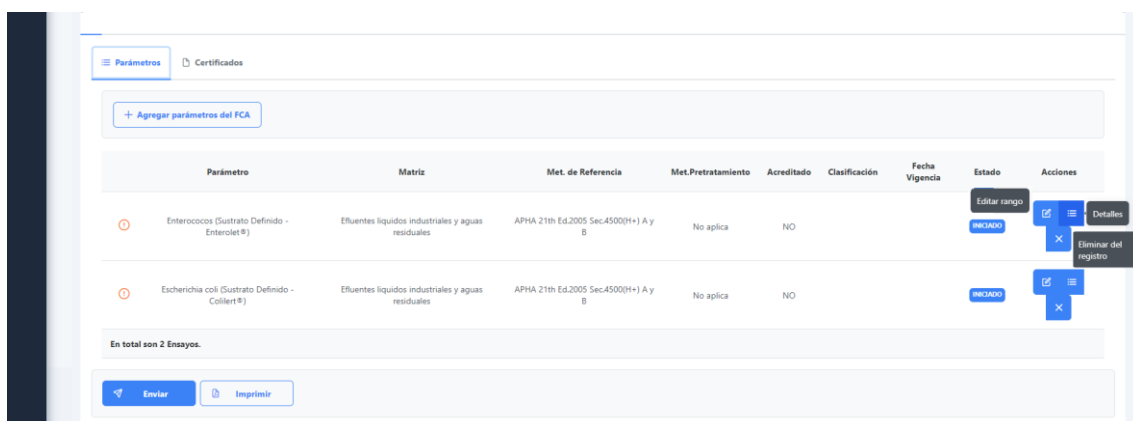 Parámetros
Certificados
+ Agregar parámetros del FCA
Parámetro Matriz Met. de Referencia Met.Pretratamiento Acreditado Clasificación Fecha Vigencia Estado Acciones
Editar rango
Enterococos (Sustrato Definido -
Enterolet®)
Efluentes liquidos industriales y aguas
residuales
APHA 21th Ed.2005 Sec.4500(H+) A y
B
No aplica
NO
INICIADO
Detalles
Eliminar del
registro
Escherichia coli (Sustrato Definido -
Colilert®)
Efluentes liquidos industriales y aguas
residuales
APHA 21th Ed.2005 Sec.4500(H+) A y
B
No aplica
NO
INICIADO
En total son 2 Ensayos.
Enviar
Imprimir